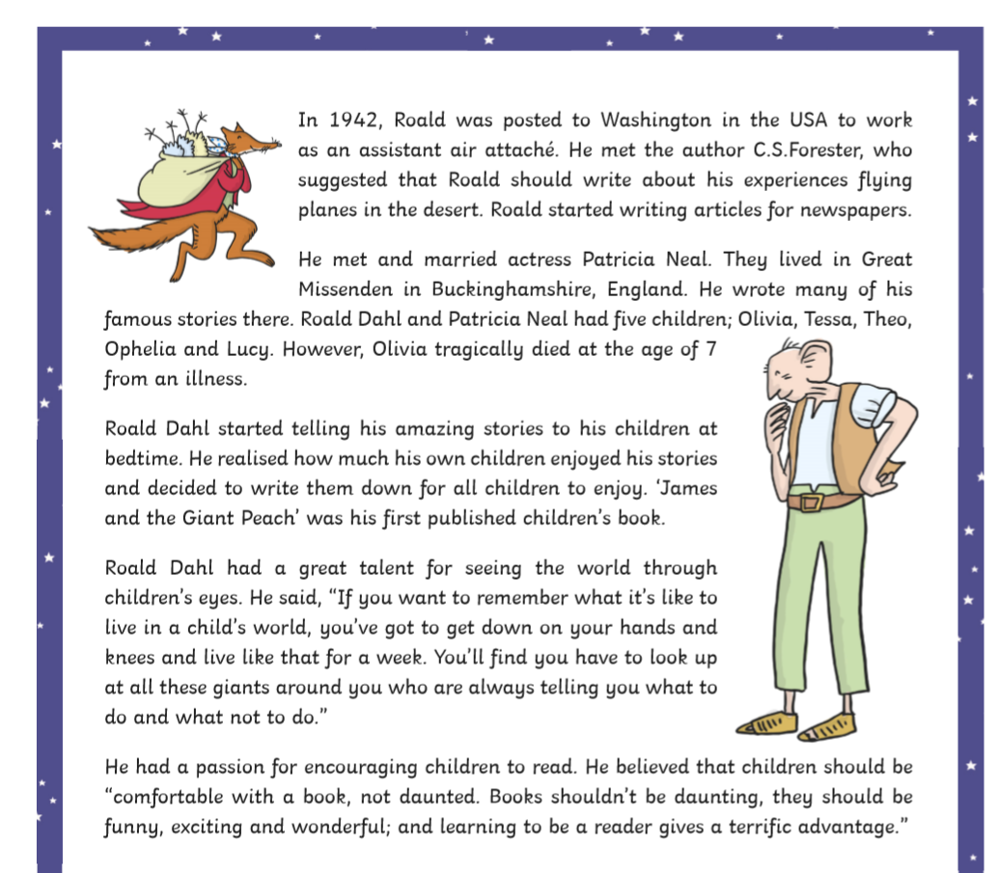 In 1942, Roald was posted to Washington in the USA to work
as an assistant air attaché. He met the author C.S.Forester, who
suggested that Roald should write about his experiences flying
planes in the desert. Roald started writing articles for newspapers.
He met and married actress Patricia Neal. They lived in Great
Missenden in Buckinghamshire, England. He wrote many of his
famous stories there. Roald Dahl and Patricia Neal had five children; Olivia, Tessa, Theo,
Ophelia and Lucy. However, Olivia tragically died at the age of 7
from an illness.
Roald Dahl started telling his amazing stories to his children at
bedtime. He realised how much his own children enjoyed his stories
and decided to write them down for all children to enjoy. ‘James
and the Giant Peach’ was his first published children’s book.
Roald Dahl had a great talent for seeing the world through
children’s eyes. He said, “If you want to remember what it’s like to
live in a child’s world, you’ve got to get down on your hands and
knees and live like that for a week. You’ll find you have to look up
at all these giants around you who are always telling you what to
do and what not to do.”
He had a passion for encouraging children to read. He believed that children should be
“comfortable with a book, not daunted. Books shouldn’t be daunting, they should be
funny, exciting and wonderful; and learning to be a reader gives a terrific advantage.”